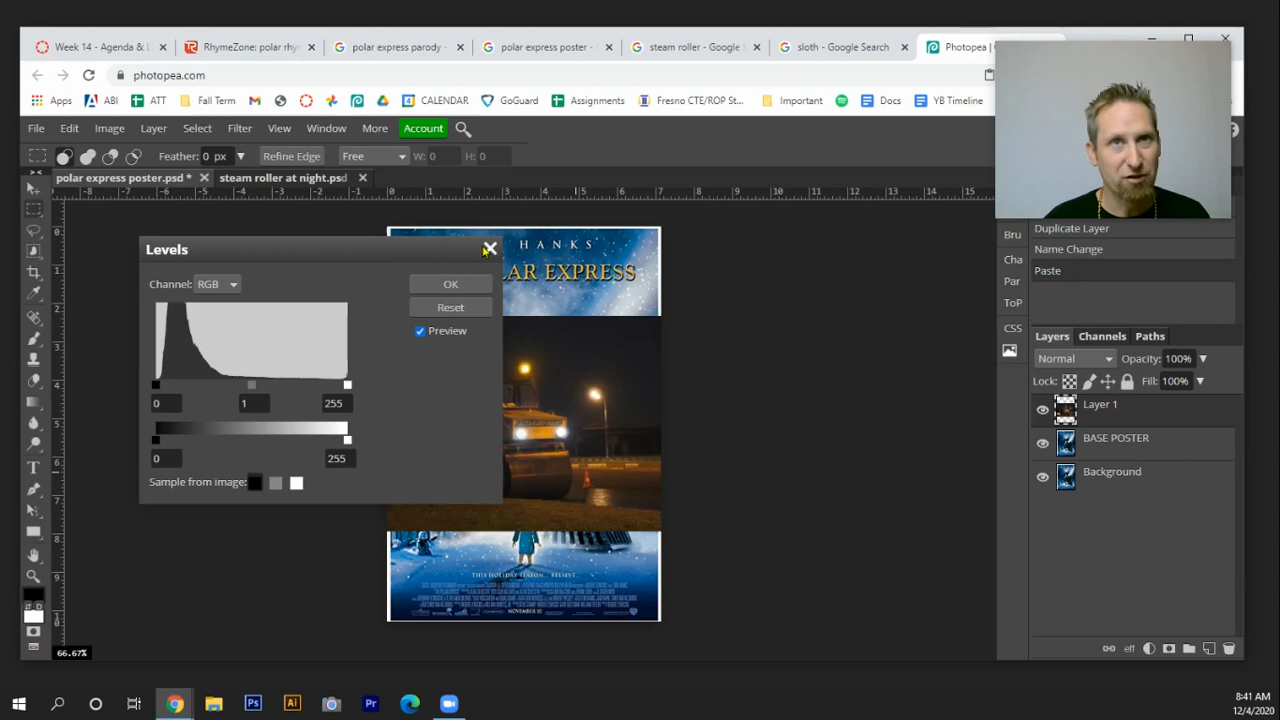 Week 14 - Agenda & L
RhymeZone: polar rhy
polar express parody -
polar express poster -
steam roller - Google S
sloth - Google Search
Photopea |
photopea.com
Apps
ABI
ATT
Fall Term
CALENDAR
GoGuard
Assignments
Fresno CTE/ROP St...
Important
Docs
YB Timeline
File Edit Image Layer Select Filter View Window More Account
Feather: 0 px
Refine Edge
Free
W: 0
H: 0
polar express poster.psd *
steam roller at night.psd
Levels
Channel: RGB
OK
Reset
Preview
0
1
255
0
255
Sample from image:
HANKS
LAR EXPRESS
THIS HOLIDAY SEASON... BELIEVE.
NOVEMBER 10
Bru
Cha
Par
ToP
CSS
Duplicate Layer
Name Change
Paste
Layers Channels Paths
Normal
Opacity: 100%
Lock:
Fill: 100%
Layer 1
BASE POSTER
Background
eff
66.67%
8:41 AM
12/4/2020